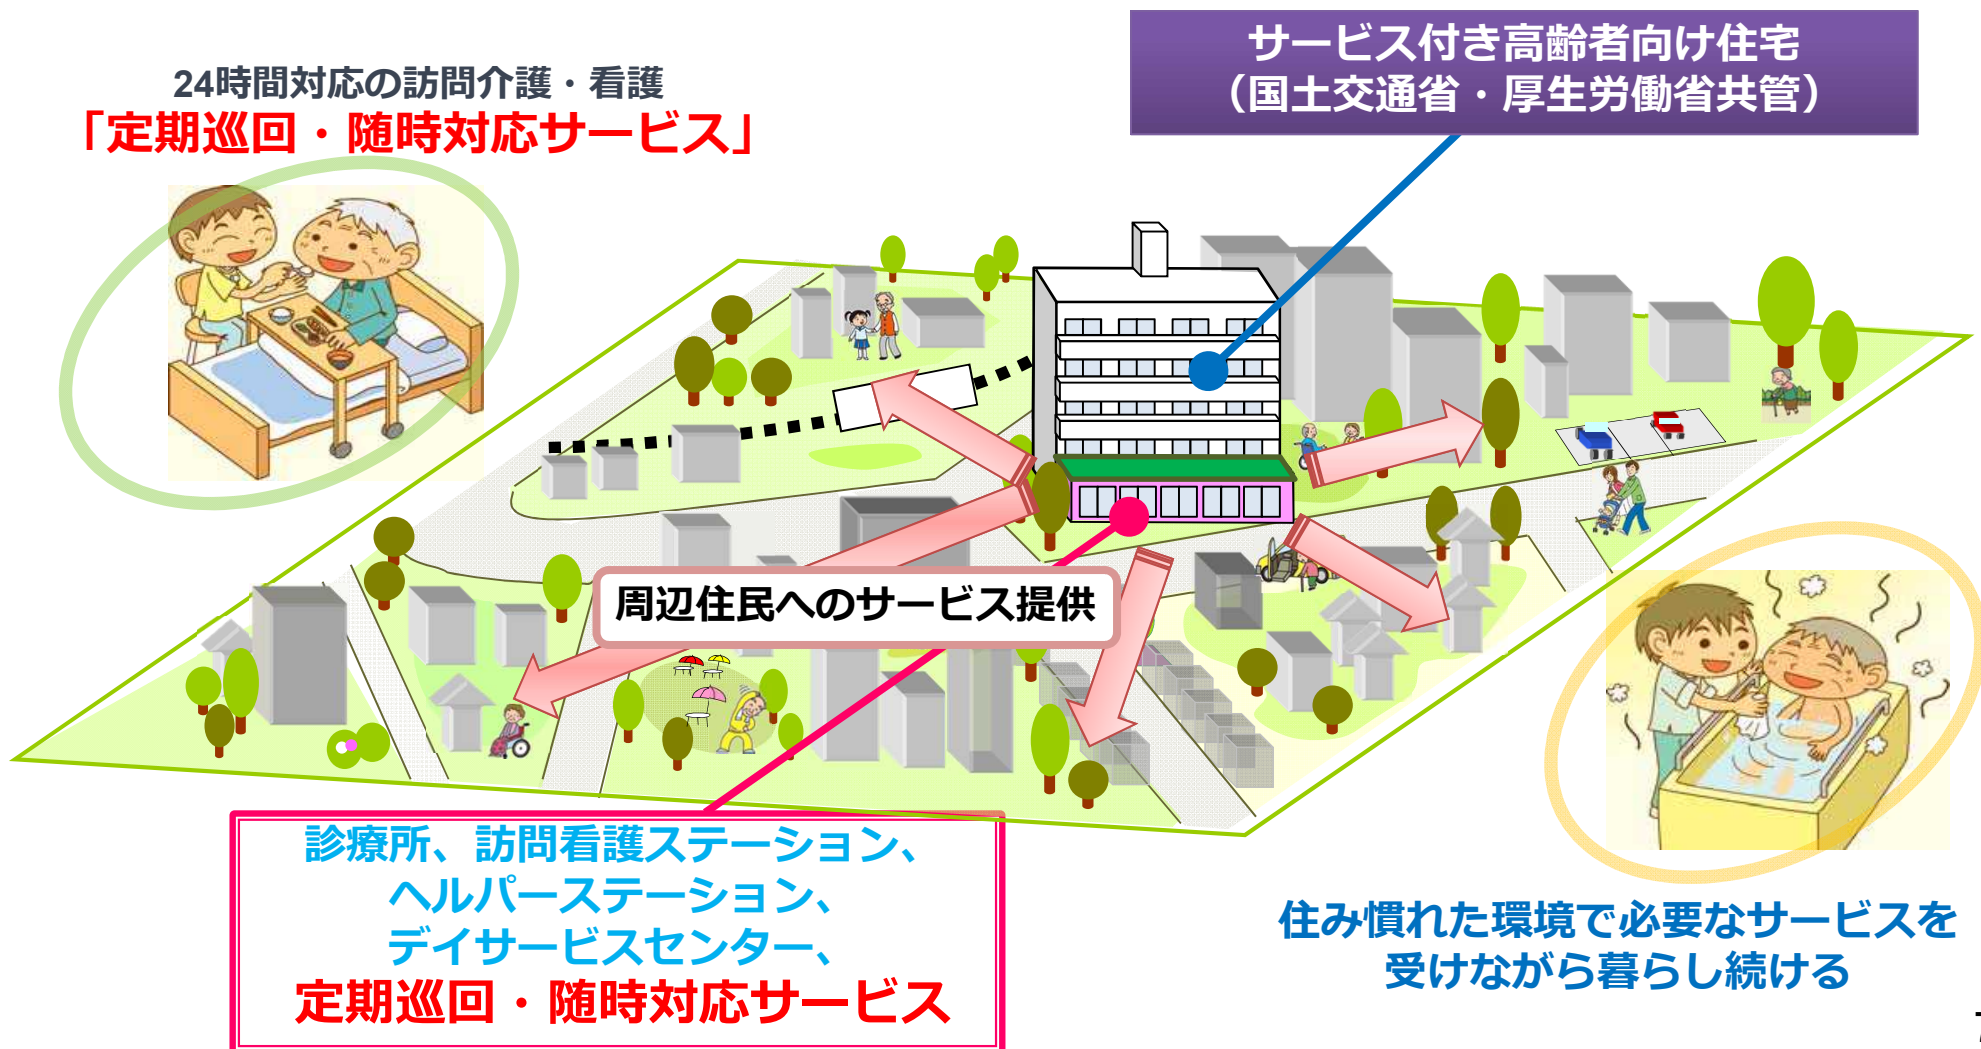 サービス付き高齢者向け住宅
（国土交通省・厚生労働省共管）
24時間対応の訪問介護・看護
「定期巡回・随時対応サービス」
周辺住民へのサービス提供
診療所、訪問看護ステーション、
ヘルパーステーション、
デイサービスセンター、
定期巡回・随時対応サービス
住み慣れた環境で必要なサービスを
受けながら暮らし続ける